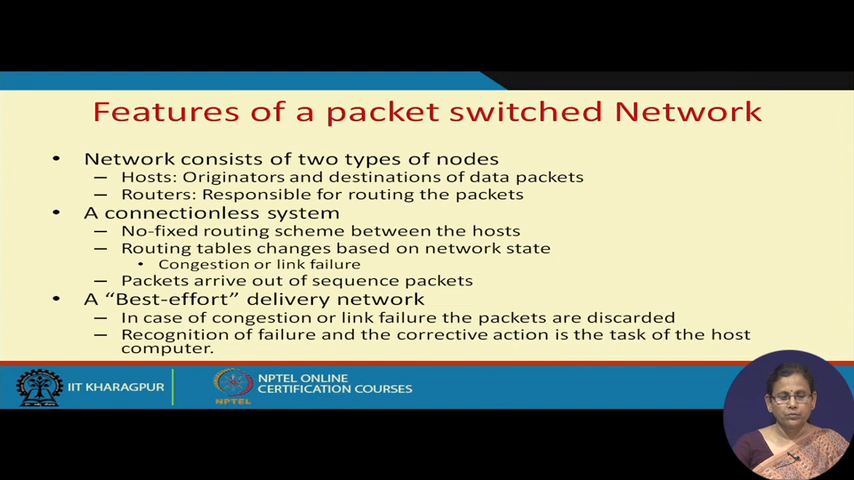 Features of a packet switched Network
• Network consists of two types of nodes
– Hosts: Originators and destinations of data packets
– Routers: Responsible for routing the packets
• A connectionless system
– No-fixed routing scheme between the hosts
– Routing tables changes based on network state
• Congestion or link failure
– Packets arrive out of sequence packets
• A “Best-effort” delivery network
– In case of congestion or link failure the packets are discarded
– Recognition of failure and the corrective action is the task of the host
computer.
IIT KHARAGPUR
NPTEL
NPTEL ONLINE
CERTIFICATION COURSES